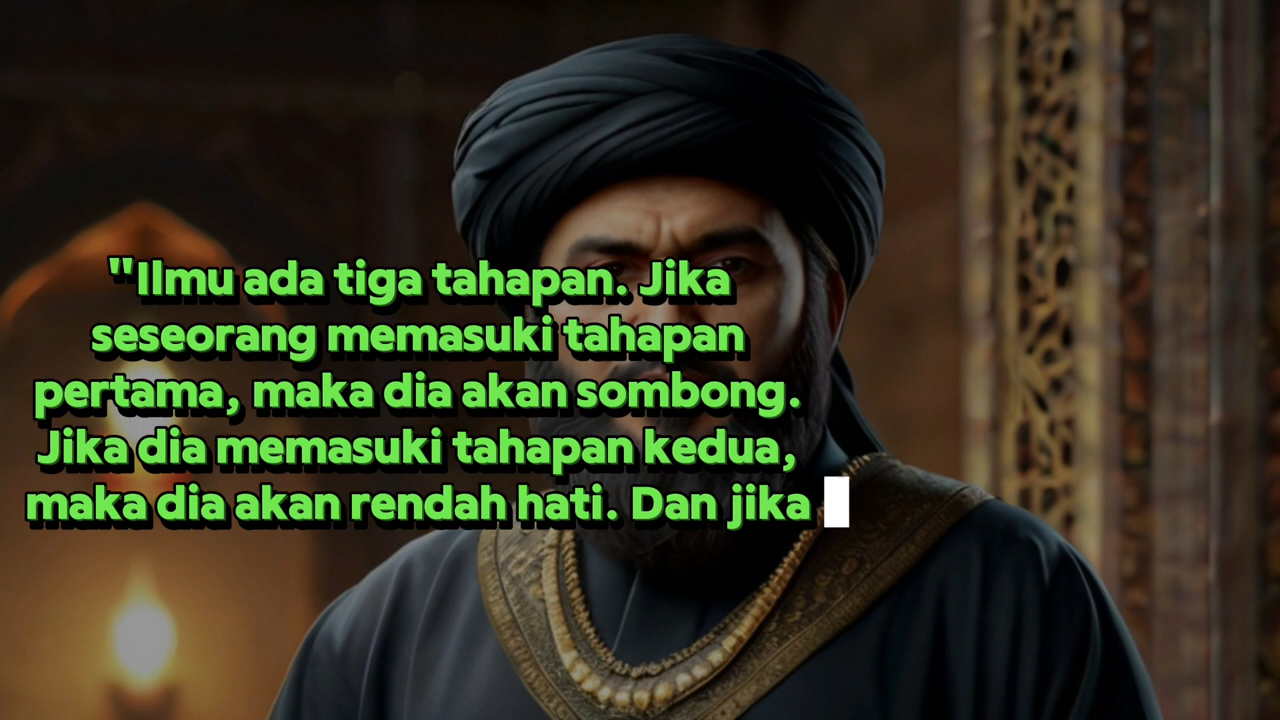 "Ilmu ada tiga tahapan. Jika
seseorang memasuki tahapan
pertama, maka dia akan sombong.
Jika dia memasuki tahapan kedua,
maka dia akan rendah hati. Dan jika